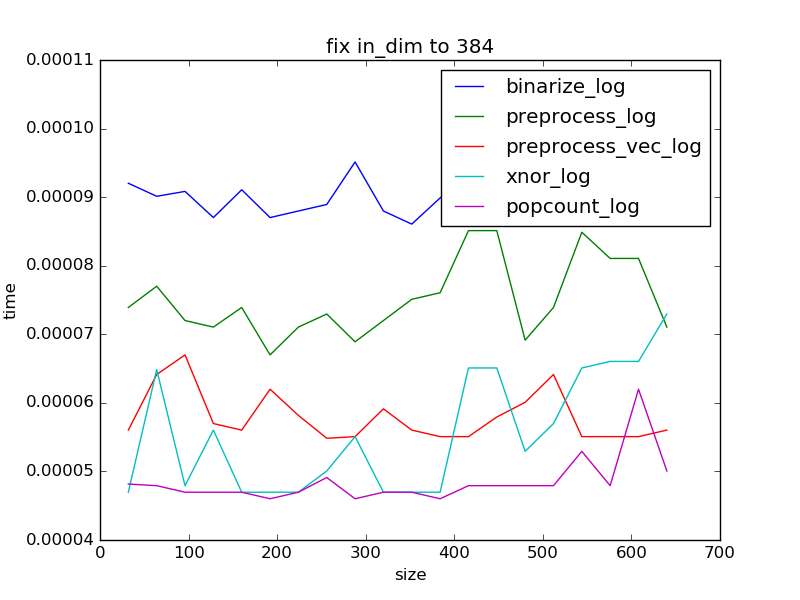 fix in_dim to 384
0.00011
0.00010
0.00009
0.00008
0.00007
0.00006
0.00005
0.00004
time
binarize_log
preprocess_log
preprocess_vec_log
xnor_log
popcount_log
0 100 200 300 400 500 600 700
size